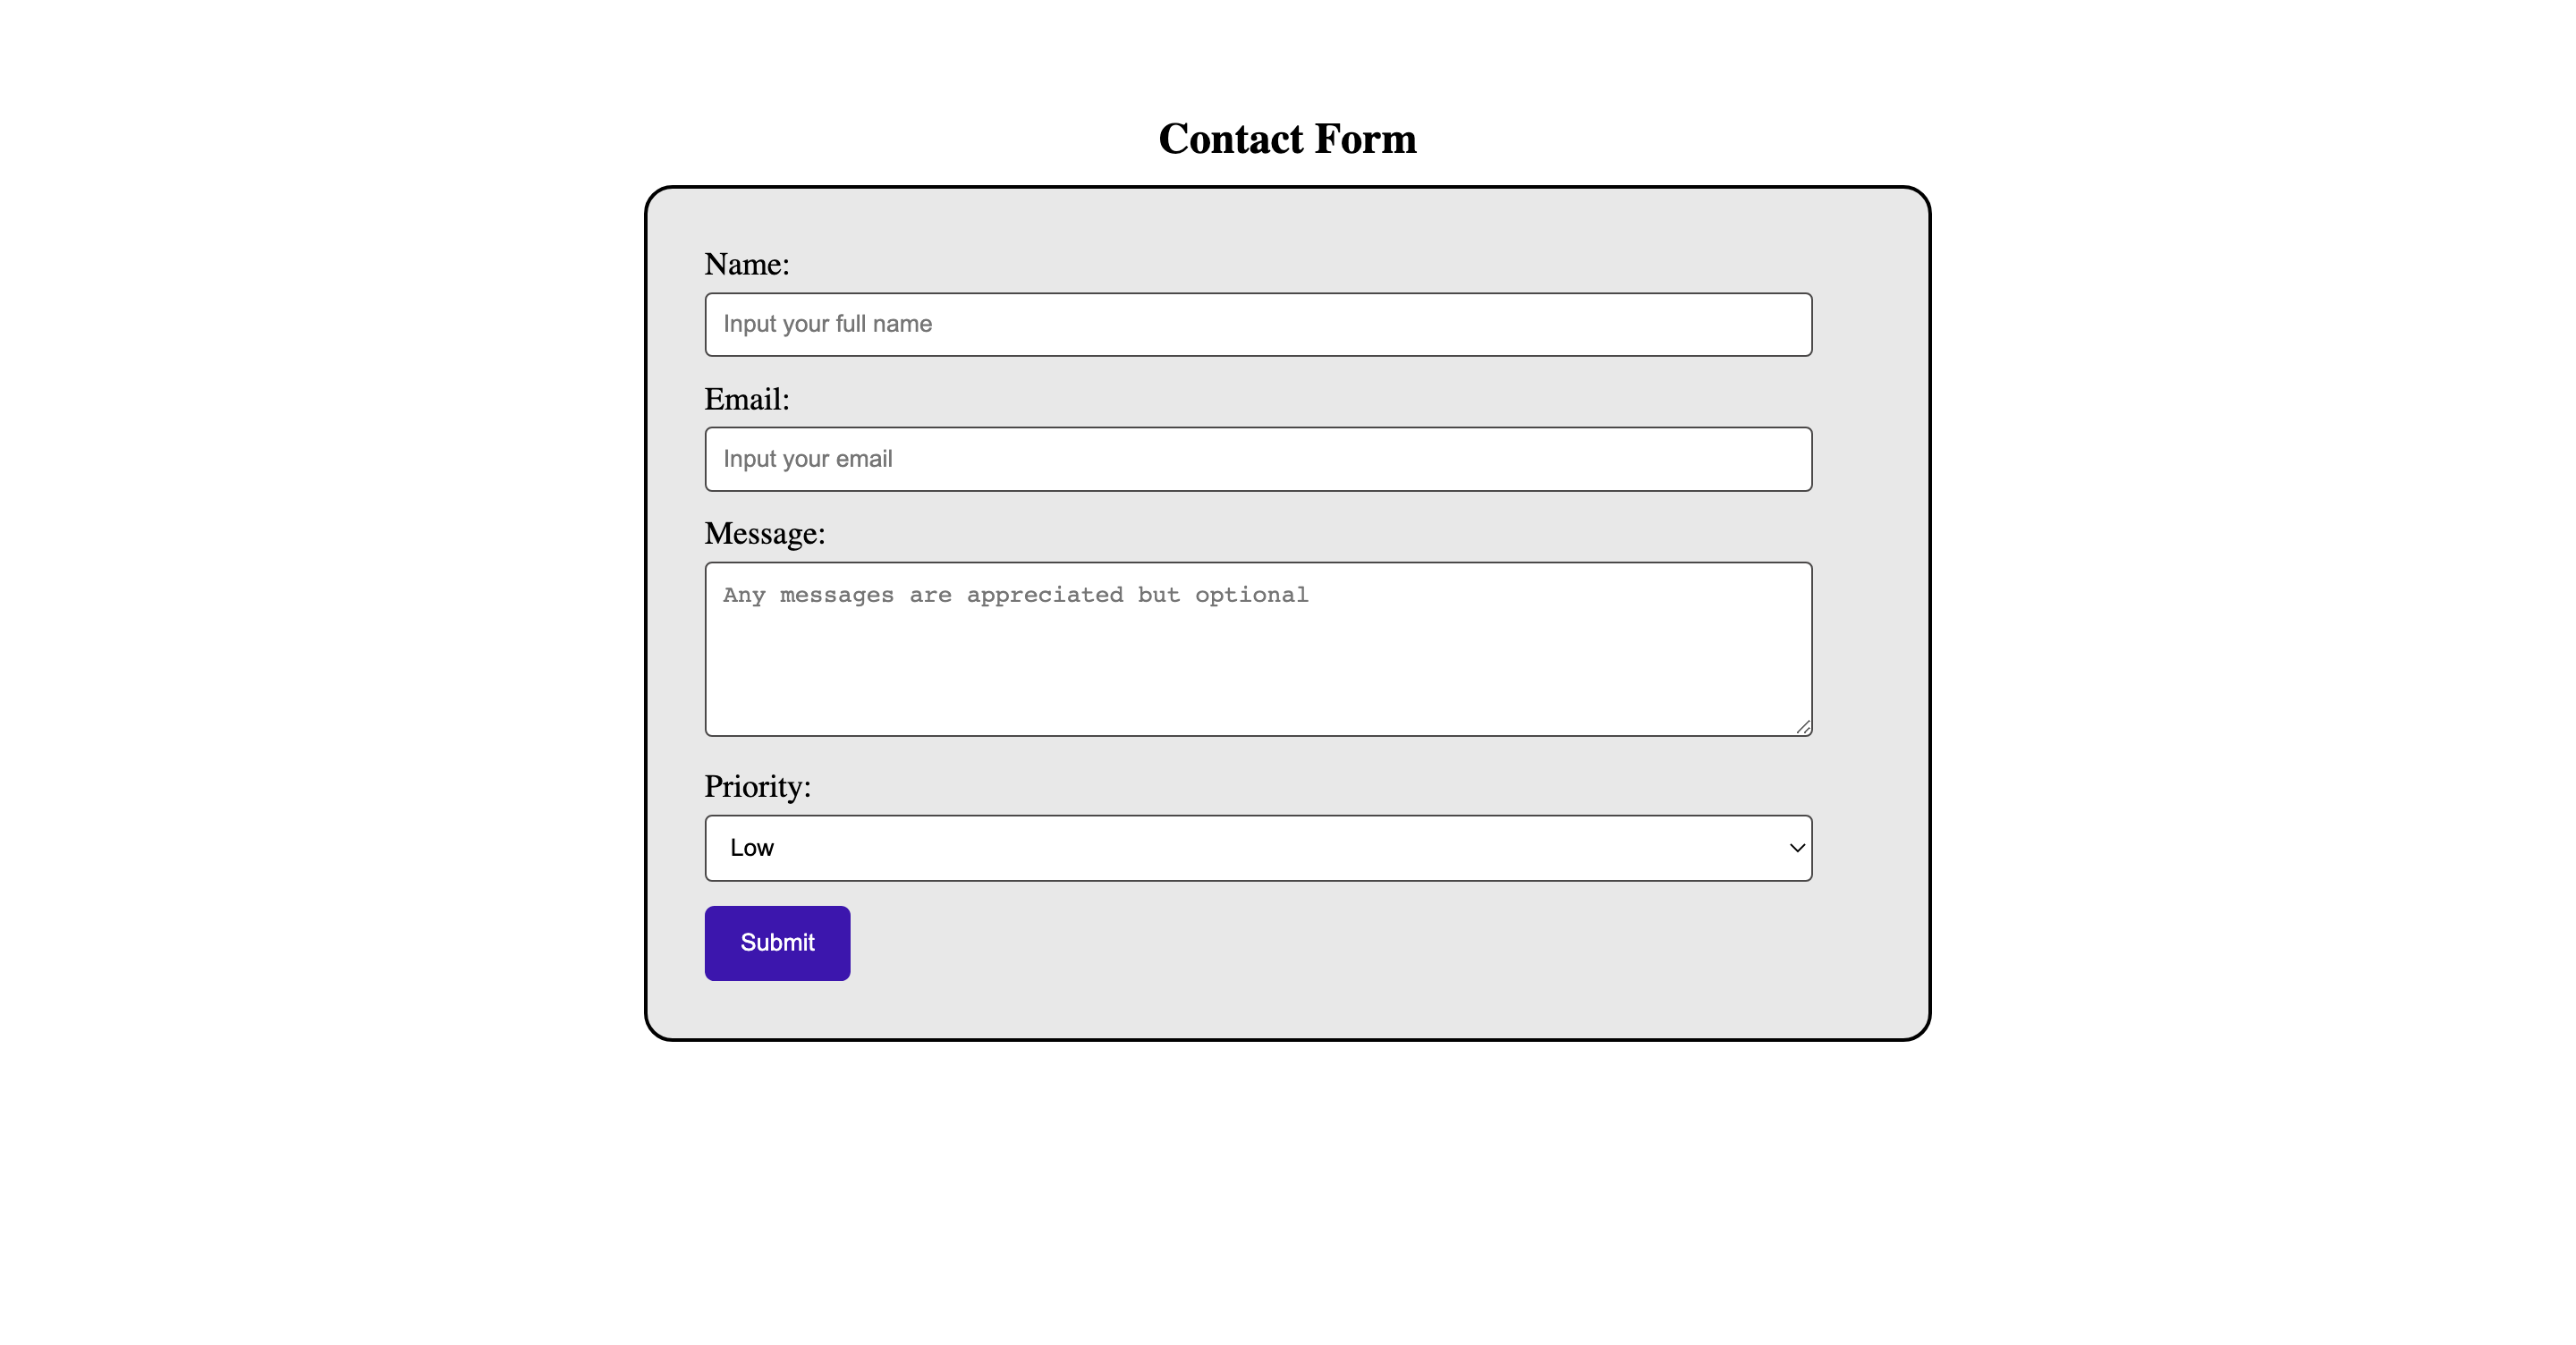 Contact Form
Name:
Input your full name
Email:
Input your email
Message:
Any messages are appreciated but optional
Priority:
Low
Submit